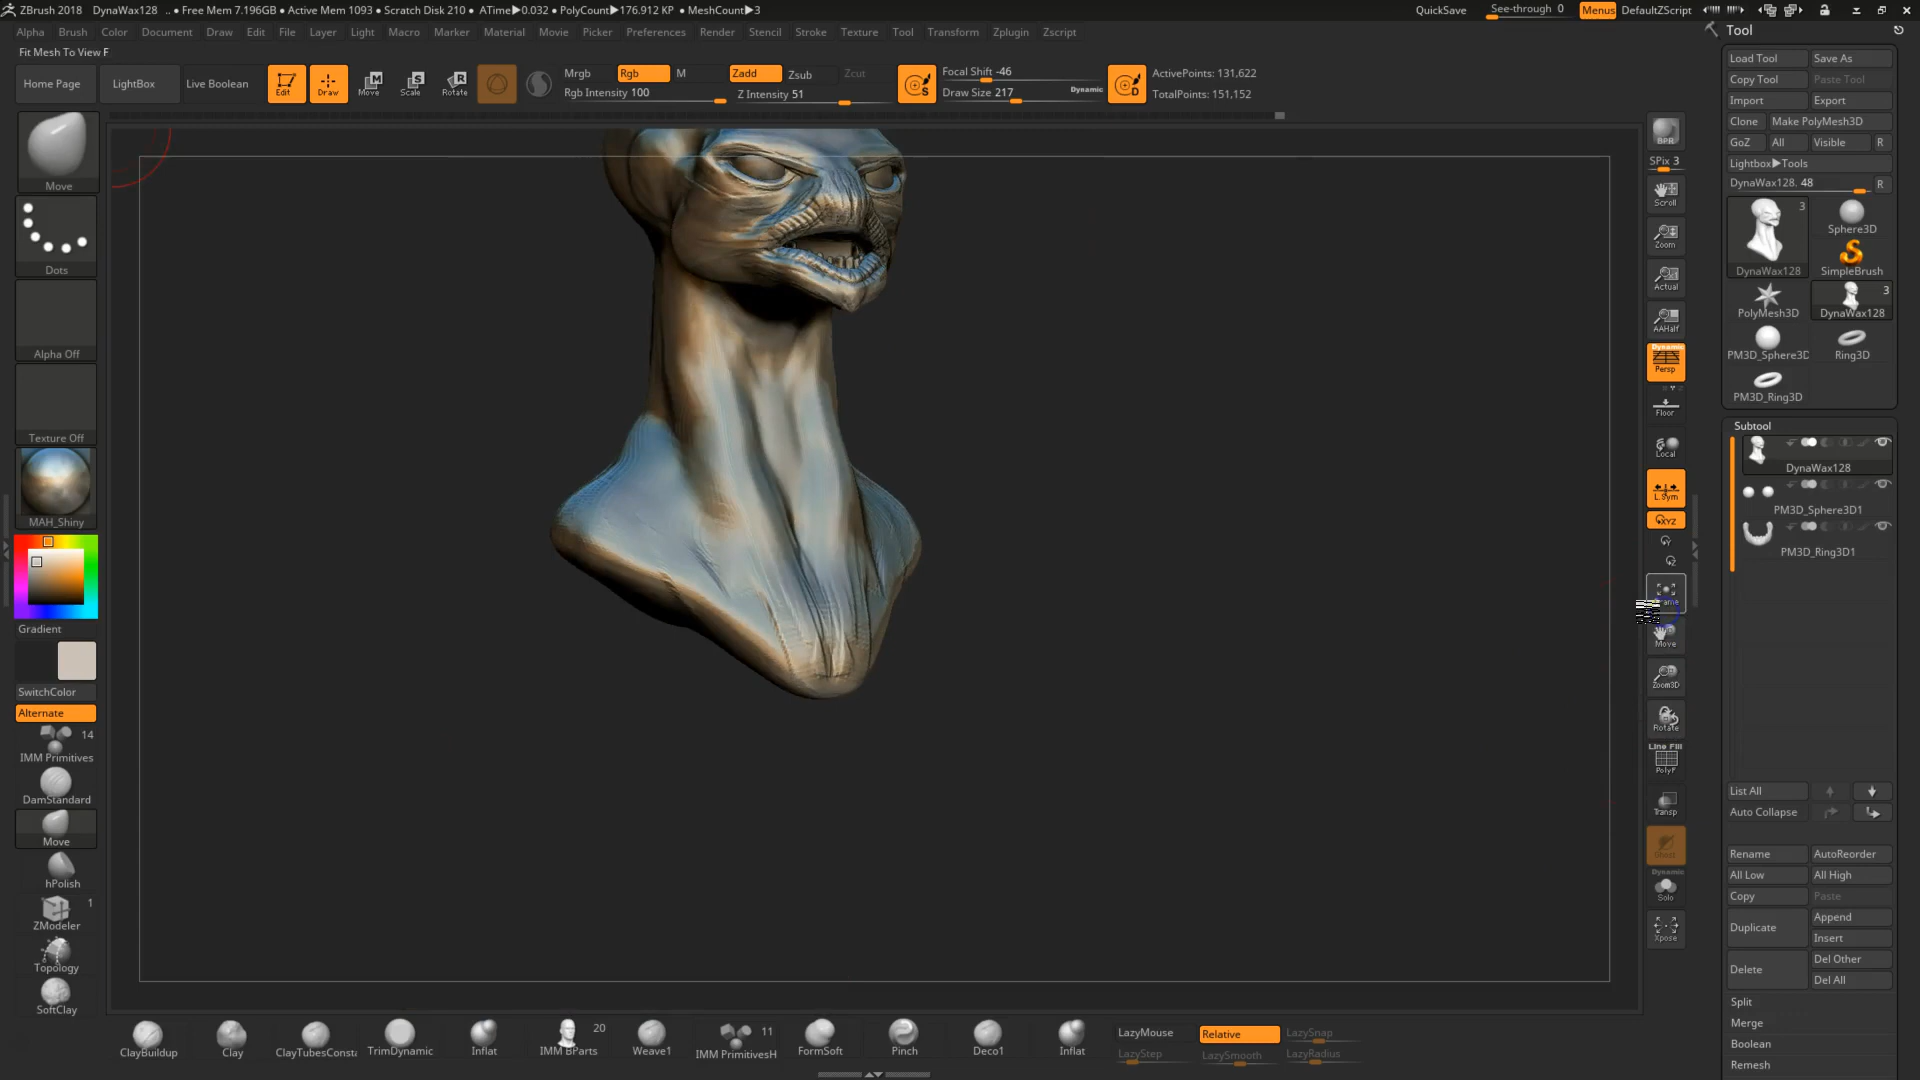 ZBrush 2018 DynaWax128 .. ● Free Mem 7.196GB ● Active Mem 1093 ● Scratch Disk 210 ● ATime▶0.032 ● PolyCount▶176.912 KP ● MeshCount▶3 QuickSave See-through 0 Menus DefaultZScript
Alpha Brush Color Document Draw Edit File Layer Light Macro Marker Material Movie Picker Preferences Render Stencil Stroke Texture Tool Transform Zplugin Zscript
Fit Mesh To View F
Home Page LightBox Live Boolean Edit Draw Move Scale Rotate
Mrgb Rgb M Zadd Zsub Zcut
Rgb Intensity 100 Z Intensity 51
Focal Shift -46
Draw Size 217 Dynamic
ActivePoints: 131,622
TotalPoints: 151,152
Move
Dots
Alpha Off
Texture Off
MAH_Shiny
Gradient
SwitchColor
Alternate
14
IMM Primitives
DamStandard
Move
hPolish
1
ZModeler
Topology
SoftClay
ClayBuildup
Clay
ClayTubesConsta
TrimDynamic
Inflat
20
IMM BParts
Weave1
11
IMM PrimitivesH
FormSoft
Pinch
Deco1
Inflat
LazyMouse Relative LazySnap
LazyStep LazySmooth LazyRadius
BPR
SPix 3
Scroll
Zoom
Actual
AAHalf
Dynamic
Persp
Floor
Local
L.Sym
XYZ
Move
Zoom3D
Rotate
Line Fill
PolyF
Transp
Ghost
Dynamic
Solo
Xpose
Tool
Load Tool Save As
Copy Tool Paste Tool
Import Export
Clone Make PolyMesh3D
GoZ All Visible R
Lightbox▶Tools
DynaWax128. 48 R
3
DynaWax128
Sphere3D
SimpleBrush
PolyMesh3D
3
DynaWax128
PM3D_Sphere3D
Ring3D
PM3D_Ring3D
Subtool
DynaWax128
PM3D_Sphere3D1
PM3D_Ring3D1
List All
Auto Collapse
Rename AutoReorder
All Low All High
Copy Paste
Duplicate Append
Insert
Delete Del Other
Del All
Split
Merge
Boolean
Remesh